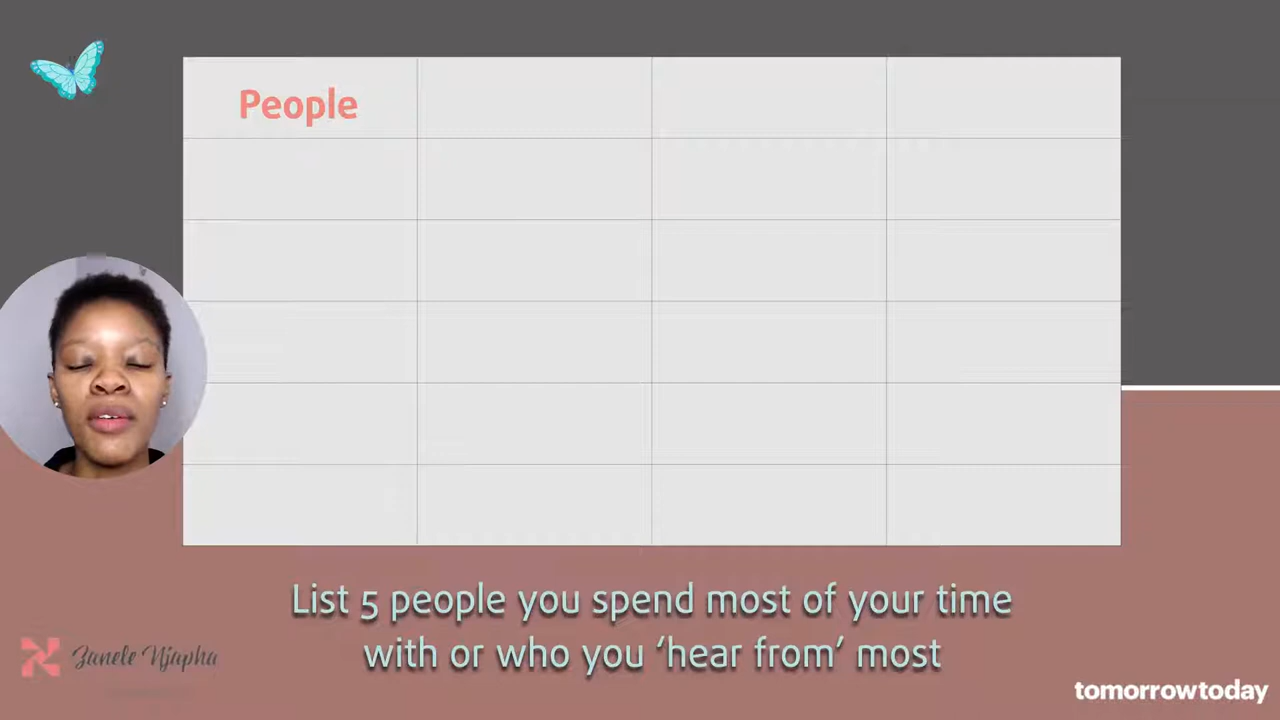 People
List 5 people you spend most of your time
with or who you ‘hear from’ most
Zanele Njapha
tomorrowtoday